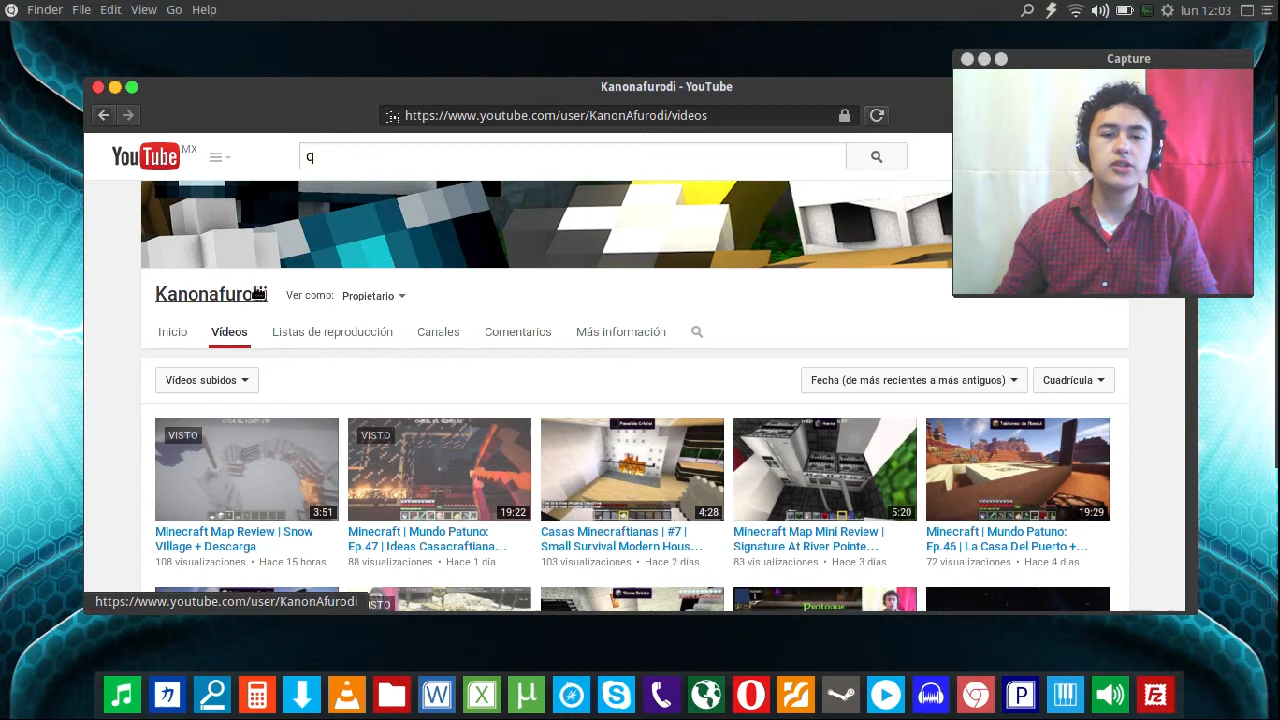 Finder File Edit View Go Help
lun 12:03
Capture
Kanonafurodi - YouTube
https://www.youtube.com/user/KanonAfurodi/videos
YouTube MX
q
Kanonafurodi Ver como: Propietario
Inicio Vídeos Listas de reproducción Canales Comentarios Más información
Vídeos subidos Fecha (de más recientes a más antiguos) Cuadrícula
VISTO VISTO
3:51 19:22 4:28 5:20 19:29
Minecraft Map Review | Snow
Village + Descarga
108 visualizaciones • Hace 15 horas
Minecraft | Mundo Patuno:
Ep.47 | Ideas Casacraftiana...
88 visualizaciones • Hace 1 día
Casas Minecraftianas | #7 |
Small Survival Modern Hous...
103 visualizaciones • Hace 2 días
Minecraft Map Mini Review |
Signature At River Pointe...
83 visualizaciones • Hace 3 días
Minecraft | Mundo Patuno:
Ep.46 | La Casa Del Puerto +...
72 visualizaciones • Hace 4 días
https://www.youtube.com/user/KanonAfurodi
VISTO